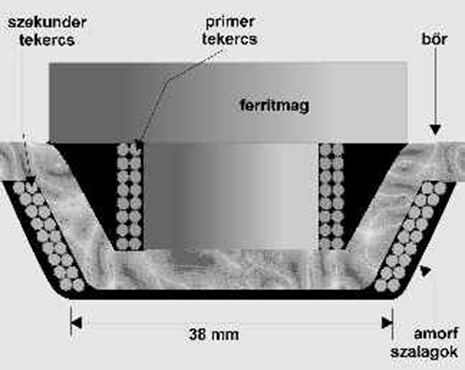 szekunder
tekercs
primer
tekercs
bőr
ferritmag
38 mm
amorf
szalagok